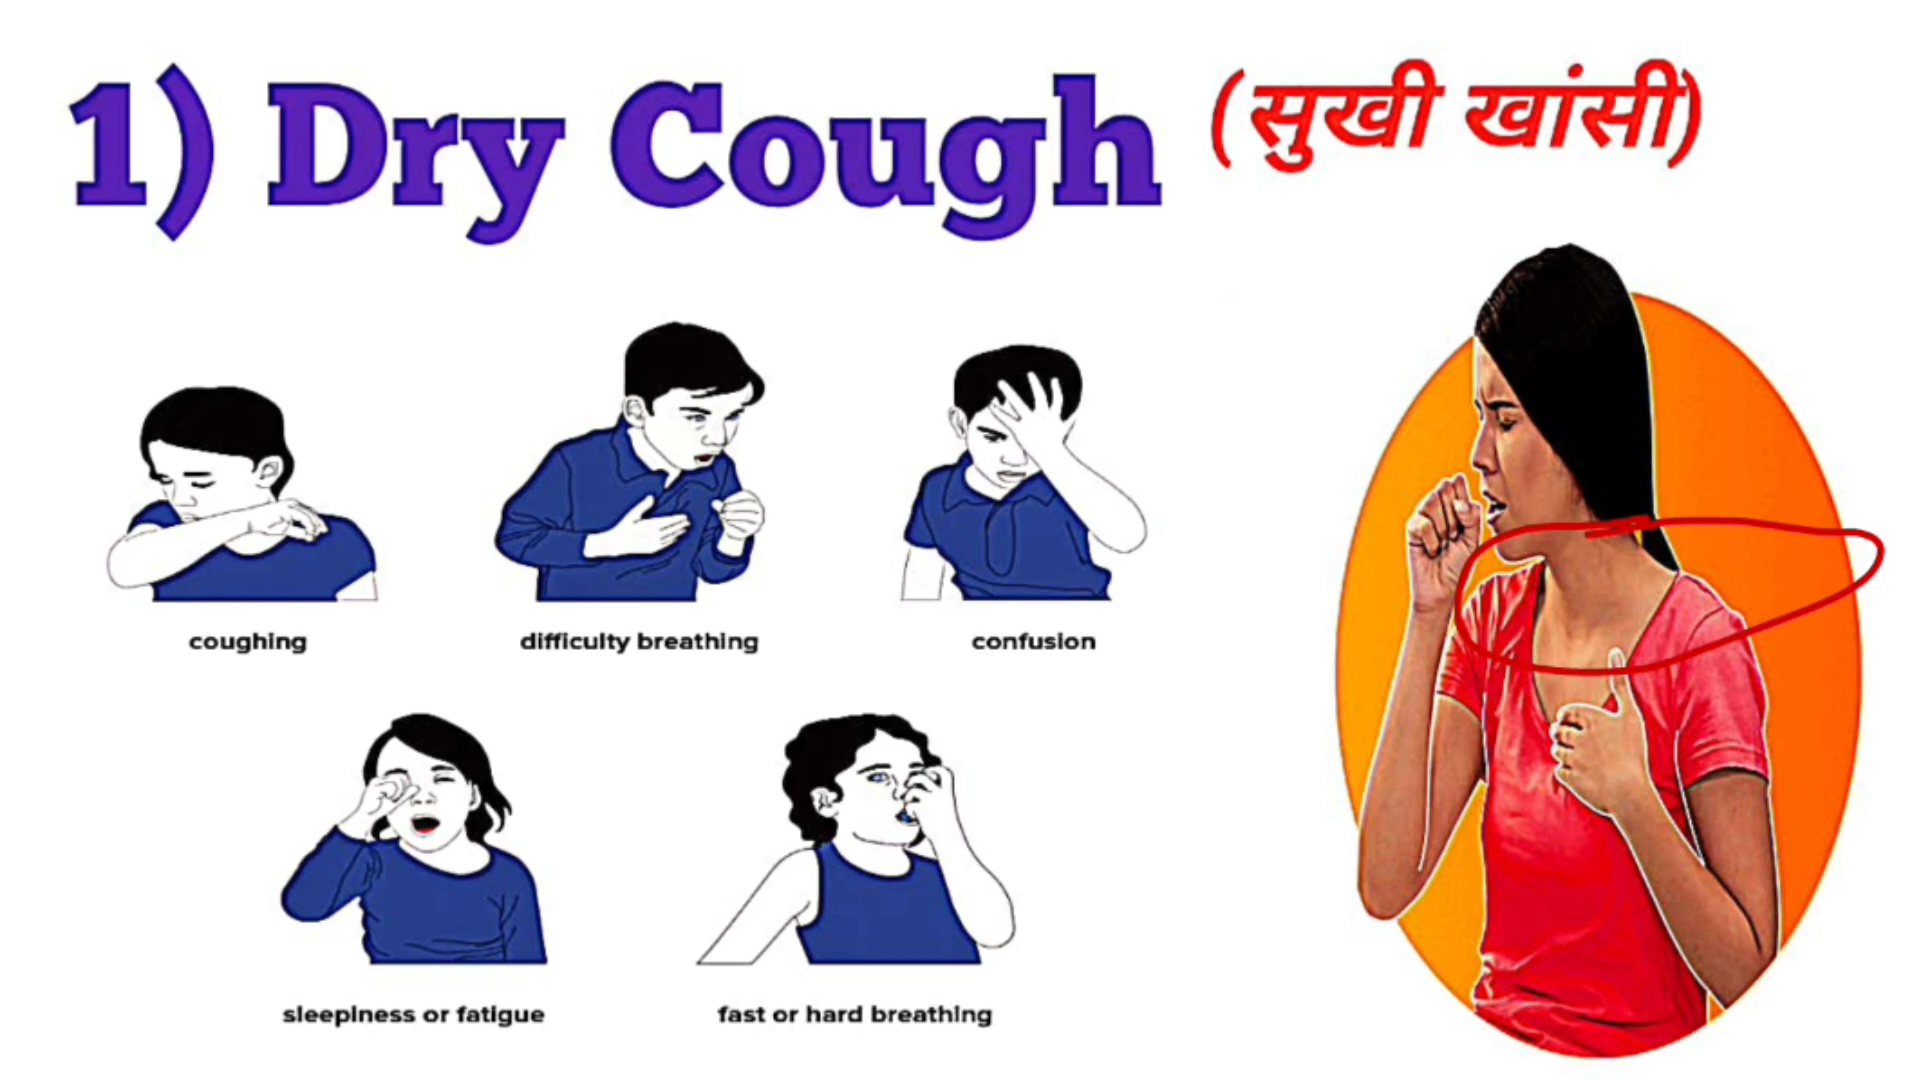 1) Dry Cough (सुखी खांसी)
coughing
difficulty breathing
confusion
sleepiness or fatigue
fast or hard breathing